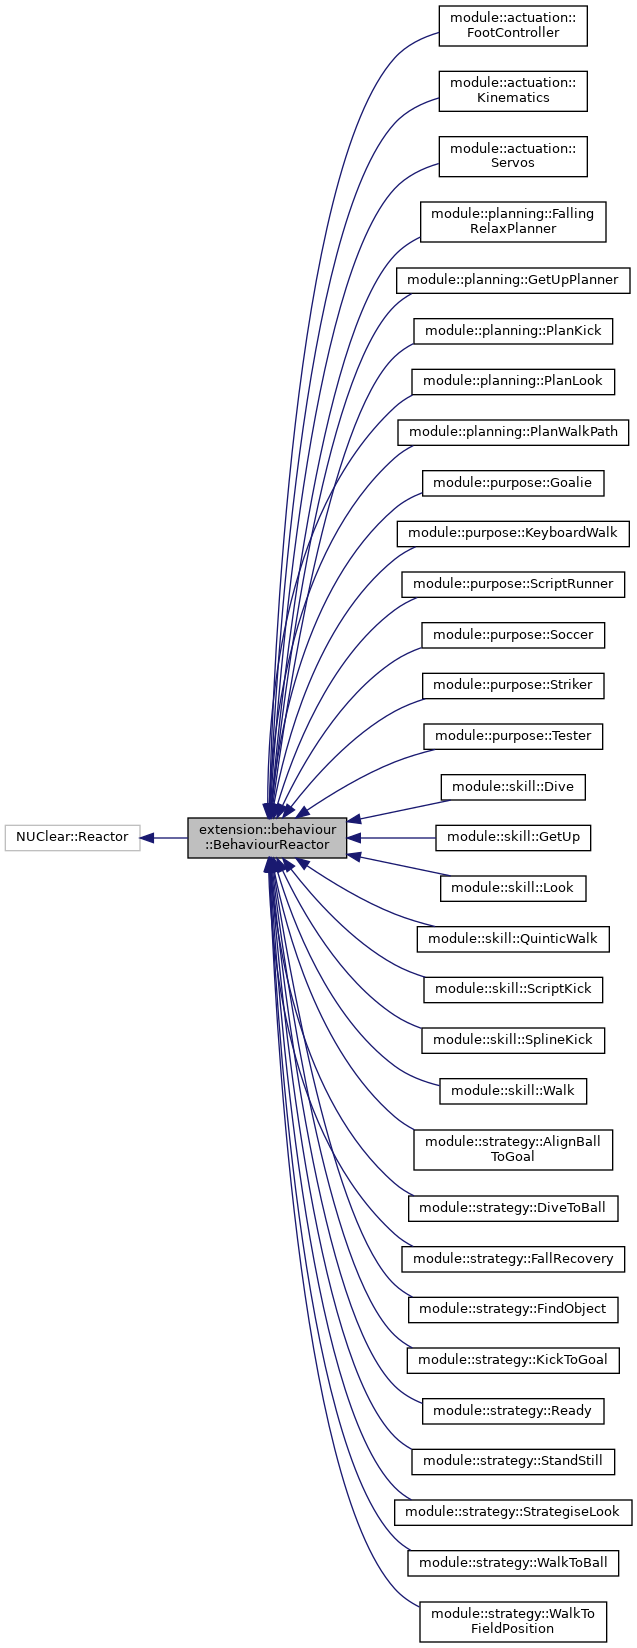 module::actuation::
FootController
module::actuation::
Kinematics
module::actuation::
Servos
module::planning::Falling
RelaxPlanner
module::planning::GetUpPlanner
module::planning::PlanKick
module::planning::PlanLook
module::planning::PlanWalkPath
module::purpose::Goalie
module::purpose::KeyboardWalk
module::purpose::ScriptRunner
module::purpose::Soccer
module::purpose::Striker
module::purpose::Tester
module::skill::Dive
NUClear::Reactor
extension::behaviour
::BehaviourReactor
module::skill::GetUp
module::skill::Look
module::skill::QuinticWalk
module::skill::ScriptKick
module::skill::SplineKick
module::skill::Walk
module::strategy::AlignBall
ToGoal
module::strategy::DiveToBall
module::strategy::FallRecovery
module::strategy::FindObject
module::strategy::KickToGoal
module::strategy::Ready
module::strategy::StandStill
module::strategy::StrategiseLook
module::strategy::WalkToBall
module::strategy::WalkTo
FieldPosition